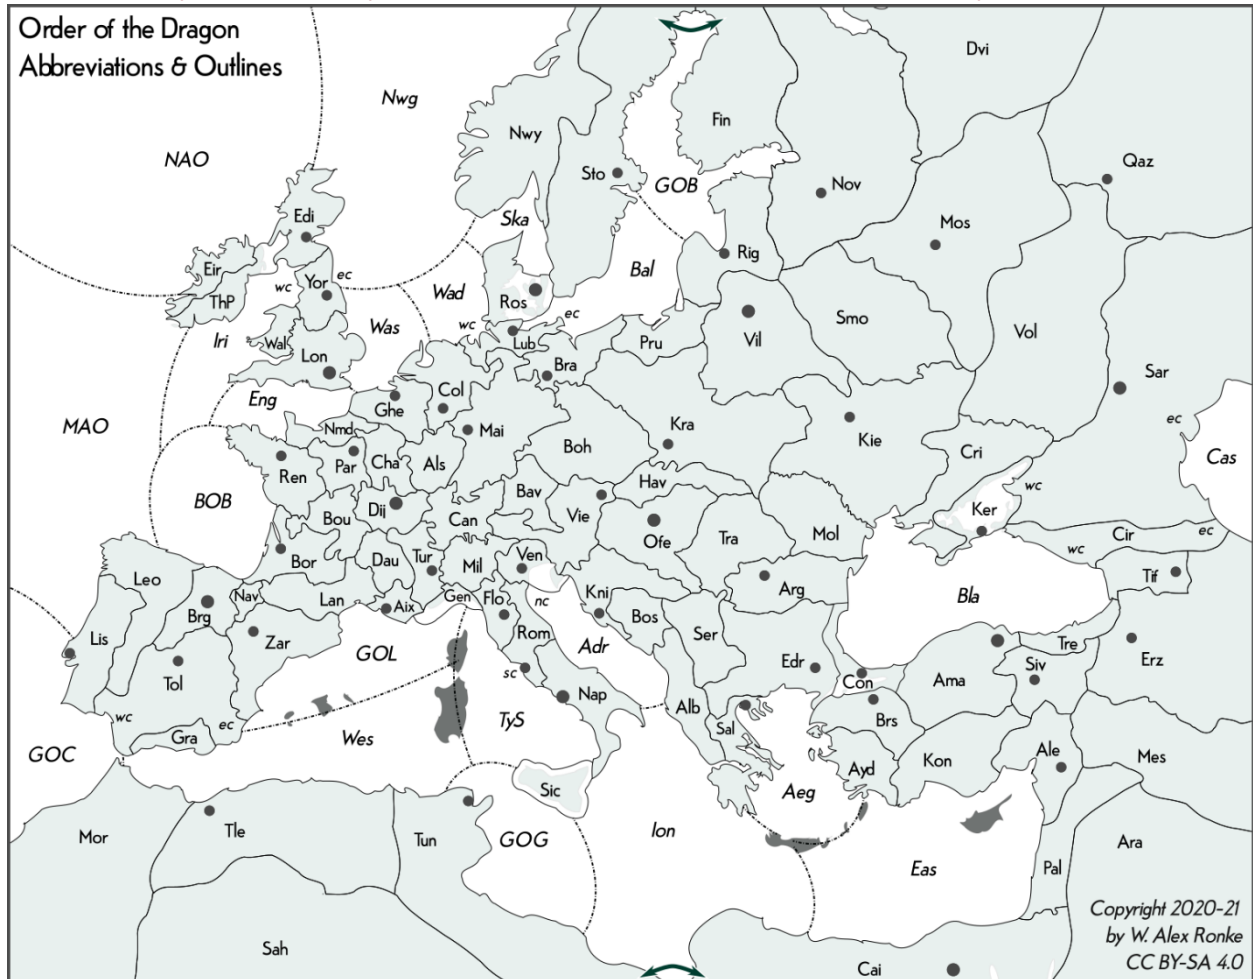 Order of the Dragon
Abbreviations & Outlines
Nwg
Dvi
NAO
Nwy
Fin
Sto
GOB
Nov
Qaz
Edi
Ska
Mos
Eir
Yor
ec
Bal
Rig
ThP
wc
Wad
Ros
Iri
Was
wc
ec
Smo
Vol
Wal
Lub
Pru
Vil
Lon
Bra
Sar
Eng
Ghe
Col
ec
MAO
Nmd
Mai
Kra
Kie
Cas
Ren
Par
Cha
Als
Boh
Cri
wc
BOB
Hav
Ker
Bou
Dij
Can
Bav
Vie
Ofe
Tra
Mol
Cir
ec
wc
Bor
Dau
Tur
Mil
Ven
Tif
Leo
Nav
Lan
Aix
Gen
Flo
nc
Kni
Arg
Bla
Brg
Bos
Lis
Zar
GOL
Rom
Adr
Ser
Tre
Erz
Tol
sc
Edr
Con
Ama
Siv
wc
ec
Nap
Alb
Brs
Gra
Wes
TyS
Sal
Ayd
Kon
Ale
Mes
GOC
Sic
Aeg
Mor
Tle
Tun
GOG
Ion
Eas
Pal
Ara
Sah
Cai
Copyright 2020-21
by W. Alex Ronke
CC BY-SA 4.0